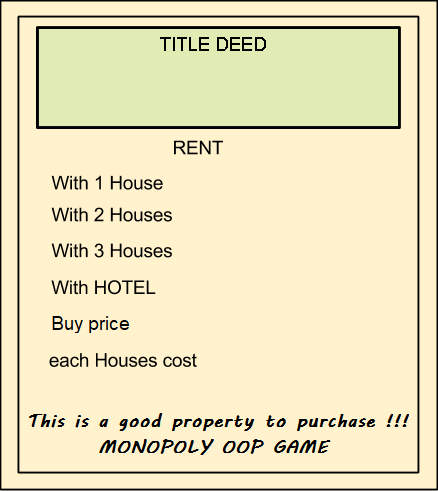 TITLE DEED
RENT
With 1 House
With 2 Houses
With 3 Houses
With HOTEL
Buy price
each Houses cost
This is a good property to purchase !!!
MONOPOLY OOP GAME